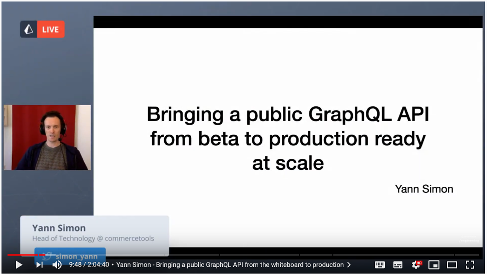 LIVE
Bringing a public GraphQL API
from beta to production ready
at scale
Yann Simon
Yann Simon
Head of Technology @ commercetools
simon_yann
9:48 / 2:04:40 • Yann Simon - Bringing a public GraphQL API from the whiteboard to production